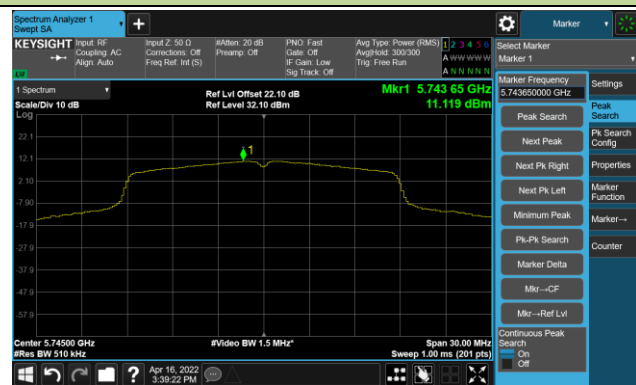 Spectrum Analyzer 1
Swept SA
+
Marker
KEYSIGHT
Input: RF
Coupling: AC
Align: Auto
Input Z: 50 Ω
Corrections: Off
Freq Ref: Int (S)
#Atten: 20 dB
Preamp: Off
PNO: Fast
Gate: Off
IF Gain: Low
Sig Track: Off
Avg Type: Power (RMS)
Avg|Hold: 300/300
Trig: Free Run
1 2 3 4 5 6
A W W W W W
A N N N N N
Select Marker
Marker 1
1 Spectrum
Scale/Div 10 dB
Log
Ref Lvl Offset 22.10 dB
Ref Level 32.10 dBm
Mkr1 5.743 65 GHz
11.119 dBm
1
22.1
12.1
2.10
-7.90
-17.9
-27.9
-37.9
-47.9
-57.9
Center 5.74500 GHz
#Res BW 510 kHz
#Video BW 1.5 MHz*
Span 30.00 MHz
Sweep 1.00 ms (201 pts)
Marker Frequency
5.743650000 GHz
Peak Search
Next Peak
Next Pk Right
Next Pk Left
Minimum Peak
Pk-Pk Search
Marker Delta
Mkr→CF
Mkr→Ref Lvl
Continuous Peak
Search
On
Off
Settings
Peak
Search
Pk Search
Config
Properties
Marker
Function
Marker→
Counter
?
Apr 16, 2022
3:39:22 PM